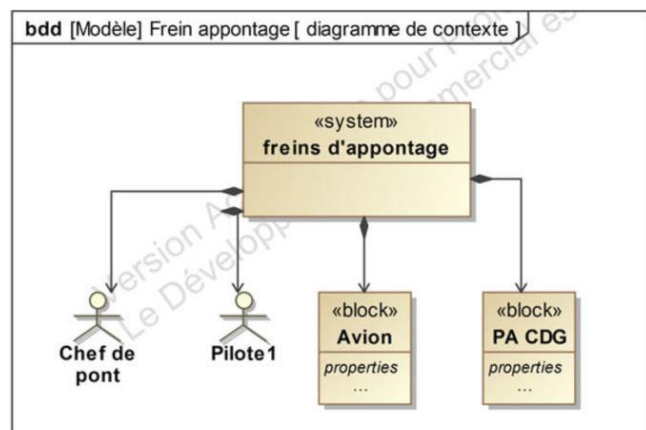 bdd [Modèle] Frein appontage [ diagramme de contexte ]
«system»
freins d'appontage
Chef de
pont
Pilote1
«block»
Avion
properties
...
«block»
PA CDG
properties
...